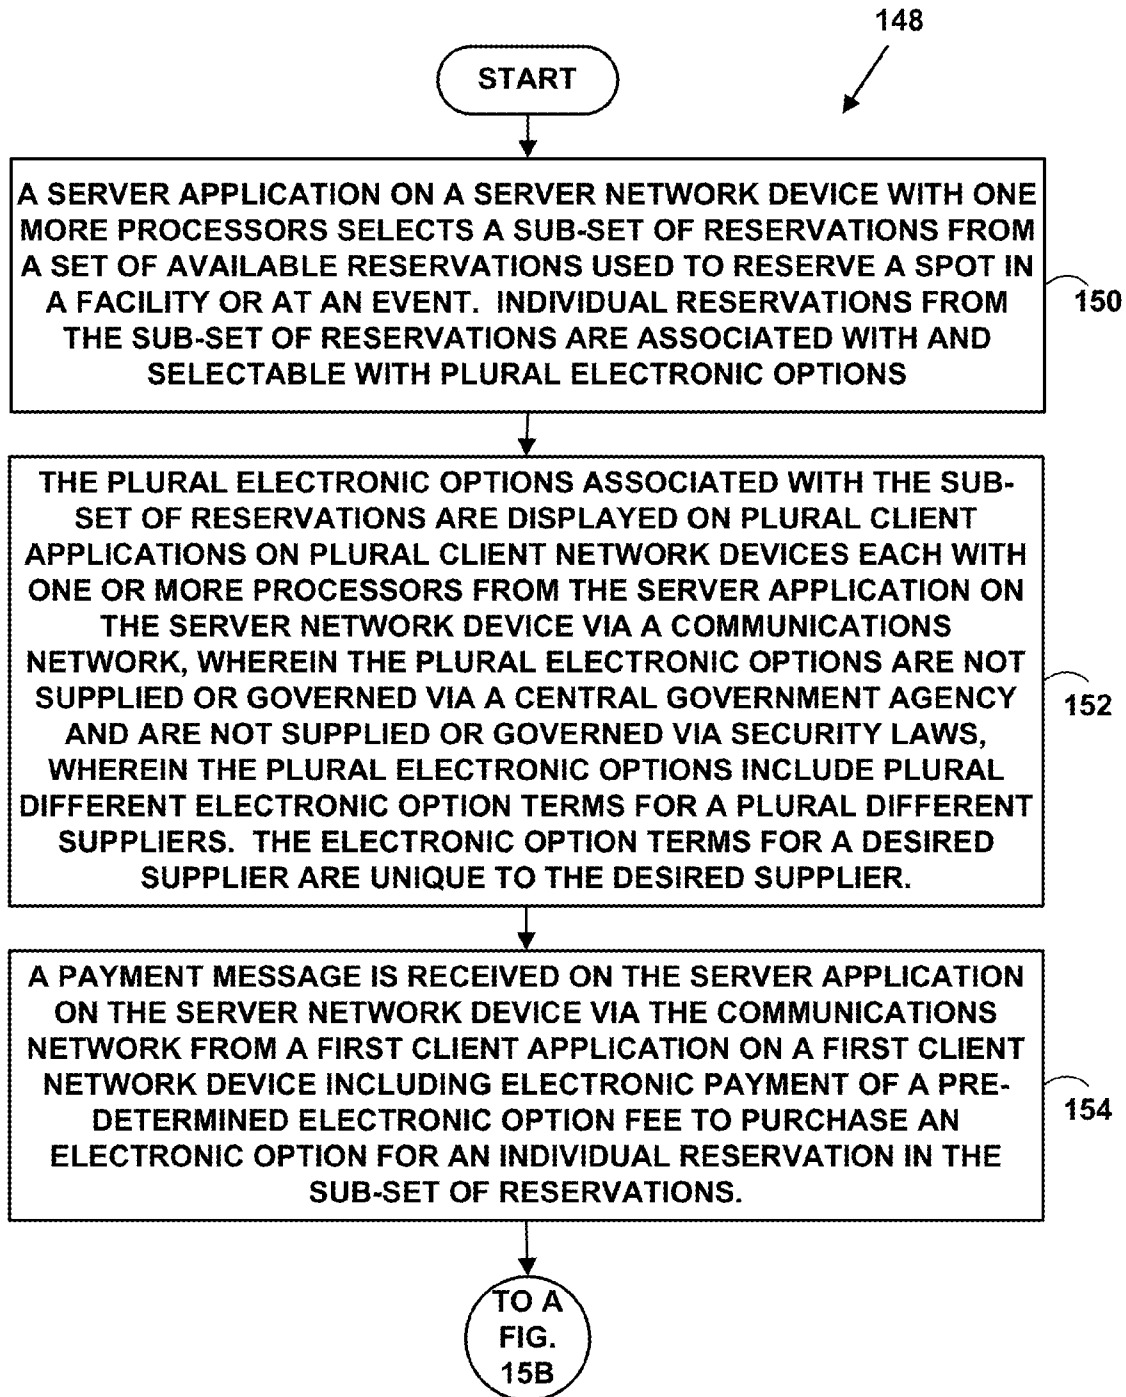 148
START
A SERVER APPLICATION ON A SERVER NETWORK DEVICE WITH ONE
MORE PROCESSORS SELECTS A SUB-SET OF RESERVATIONS FROM
A SET OF AVAILABLE RESERVATIONS USED TO RESERVE A SPOT IN
A FACILITY OR AT AN EVENT. INDIVIDUAL RESERVATIONS FROM
THE SUB-SET OF RESERVATIONS ARE ASSOCIATED WITH AND
SELECTABLE WITH PLURAL ELECTRONIC OPTIONS
150
THE PLURAL ELECTRONIC OPTIONS ASSOCIATED WITH THE SUB-
SET OF RESERVATIONS ARE DISPLAYED ON PLURAL CLIENT
APPLICATIONS ON PLURAL CLIENT NETWORK DEVICES EACH WITH
ONE OR MORE PROCESSORS FROM THE SERVER APPLICATION ON
THE SERVER NETWORK DEVICE VIA A COMMUNICATIONS
NETWORK, WHEREIN THE PLURAL ELECTRONIC OPTIONS ARE NOT
SUPPLIED OR GOVERNED VIA A CENTRAL GOVERNMENT AGENCY
AND ARE NOT SUPPLIED OR GOVERNED VIA SECURITY LAWS,
WHEREIN THE PLURAL ELECTRONIC OPTIONS INCLUDE PLURAL
DIFFERENT ELECTRONIC OPTION TERMS FOR A PLURAL DIFFERENT
SUPPLIERS. THE ELECTRONIC OPTION TERMS FOR A DESIRED
SUPPLIER ARE UNIQUE TO THE DESIRED SUPPLIER.
152
A PAYMENT MESSAGE IS RECEIVED ON THE SERVER APPLICATION
ON THE SERVER NETWORK DEVICE VIA THE COMMUNICATIONS
NETWORK FROM A FIRST CLIENT APPLICATION ON A FIRST CLIENT
NETWORK DEVICE INCLUDING ELECTRONIC PAYMENT OF A PRE-
DETERMINED ELECTRONIC OPTION FEE TO PURCHASE AN
ELECTRONIC OPTION FOR AN INDIVIDUAL RESERVATION IN THE
SUB-SET OF RESERVATIONS.
154
TO A
FIG.
15B